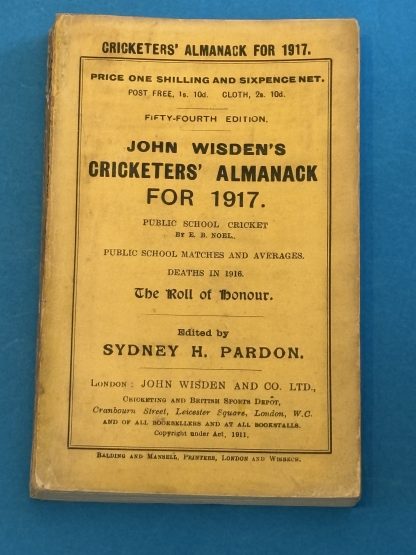 CRICKETERS' ALMANACK FOR 1917.
PRICE ONE SHILLING AND SIXPENCE NET.
POST FREE, 1s. 10d. CLOTH, 2s. 10d.
FIFTY-FOURTH EDITION.
JOHN WISDEN'S
CRICKETERS' ALMANACK
FOR 1917.
PUBLIC SCHOOL CRICKET
BY E. B. NOEL.
PUBLIC SCHOOL MATCHES AND AVERAGES.
DEATHS IN 1916.
The Roll of Honour.
Edited by
SYDNEY H. PARDON.
LONDON: JOHN WISDEN AND CO. LTD.,
CRICKETING AND BRITISH SPORTS DEPÔT,
Cranbourn Street, Leicester Square, London, W.C.
AND OF ALL BOOKSELLERS AND AT ALL BOOKSTALLS.
Copyright under Act, 1911.
BALDING AND MANSELL, PRINTERS, LONDON AND WISBECH.